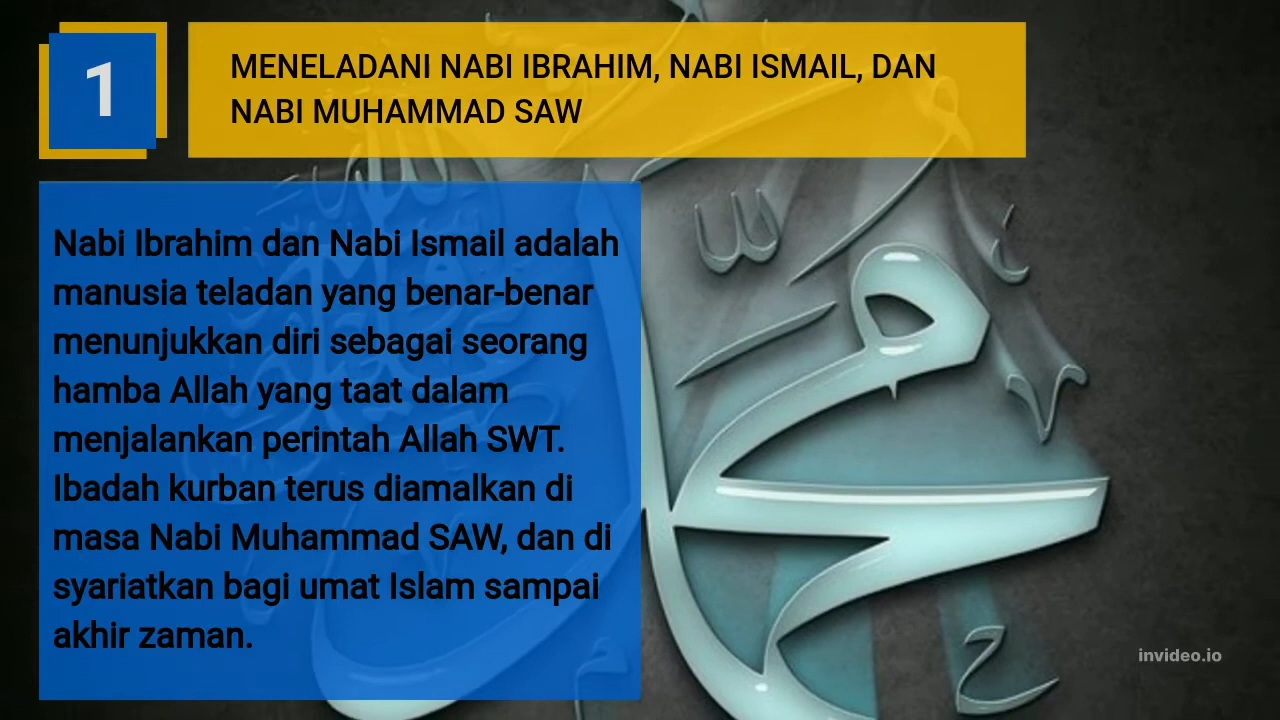 1
MENELADANI NABI IBRAHIM, NABI ISMAIL, DAN
NABI MUHAMMAD SAW
Nabi Ibrahim dan Nabi Ismail adalah
manusia teladan yang benar-benar
menunjukkan diri sebagai seorang
hamba Allah yang taat dalam
menjalankan perintah Allah SWT.
Ibadah kurban terus diamalkan di
masa Nabi Muhammad SAW, dan di
syariatkan bagi umat Islam sampai
akhir zaman.
invideo.io